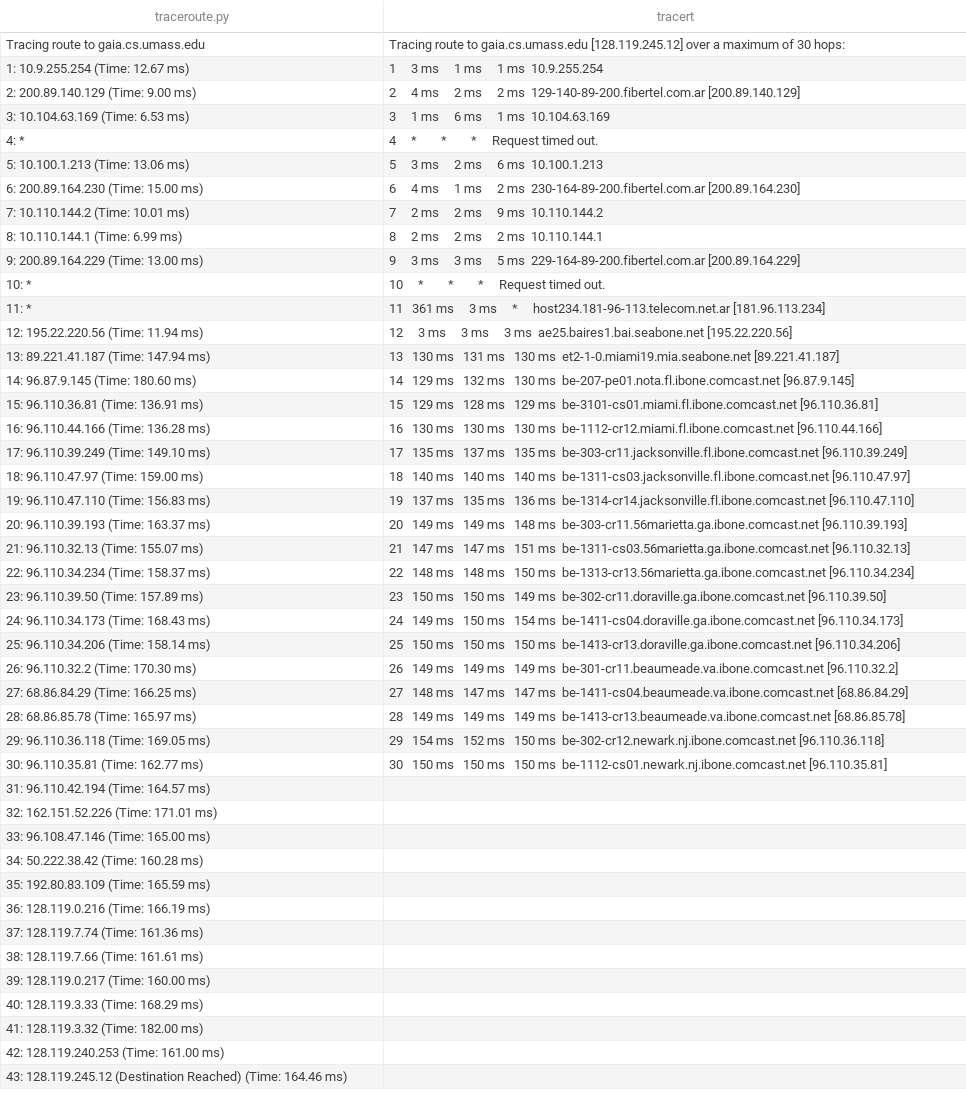 traceroute.py tracert
Tracing route to gaia.cs.umass.edu Tracing route to gaia.cs.umass.edu [128.119.245.12] over a maximum of 30 hops:
1: 10.9.255.254 (Time: 12.67 ms) 1 3 ms 1 ms 1 ms 10.9.255.254
2: 200.89.140.129 (Time: 9.00 ms) 2 4 ms 2 ms 2 ms 129-140-89-200.fibertel.com.ar [200.89.140.129]
3: 10.104.63.169 (Time: 6.53 ms) 3 1 ms 6 ms 1 ms 10.104.63.169
4: * 4 * * * Request timed out.
5: 10.100.1.213 (Time: 13.06 ms) 5 3 ms 2 ms 6 ms 10.100.1.213
6: 200.89.164.230 (Time: 15.00 ms) 6 4 ms 1 ms 2 ms 230-164-89-200.fibertel.com.ar [200.89.164.230]
7: 10.110.144.2 (Time: 10.01 ms) 7 2 ms 2 ms 9 ms 10.110.144.2
8: 10.110.144.1 (Time: 6.99 ms) 8 2 ms 2 ms 2 ms 10.110.144.1
9: 200.89.164.229 (Time: 13.00 ms) 9 3 ms 3 ms 5 ms 229-164-89-200.fibertel.com.ar [200.89.164.229]
10: * 10 * * * Request timed out.
11: * 11 361 ms 3 ms * host234.181-96-113.telecom.net.ar [181.96.113.234]
12: 195.22.220.56 (Time: 11.94 ms) 12 3 ms 3 ms 3 ms ae25.baires1.bai.seabone.net [195.22.220.56]
13: 89.221.41.187 (Time: 147.94 ms) 13 130 ms 131 ms 130 ms et2-1-0.miami19.mia.seabone.net [89.221.41.187]
14: 96.87.9.145 (Time: 180.60 ms) 14 129 ms 132 ms 130 ms be-207-pe01.nota.fl.ibone.comcast.net [96.87.9.145]
15: 96.110.36.81 (Time: 136.91 ms) 15 129 ms 128 ms 129 ms be-3101-cs01.miami.fl.ibone.comcast.net [96.110.36.81]
16: 96.110.44.166 (Time: 136.28 ms) 16 130 ms 130 ms 130 ms be-1112-cr12.miami.fl.ibone.comcast.net [96.110.44.166]
17: 96.110.39.249 (Time: 149.10 ms) 17 135 ms 137 ms 135 ms be-303-cr11.jacksonville.fl.ibone.comcast.net [96.110.39.249]
18: 96.110.47.97 (Time: 159.00 ms) 18 140 ms 140 ms 140 ms be-1311-cs03.jacksonville.fl.ibone.comcast.net [96.110.47.97]
19: 96.110.47.110 (Time: 156.83 ms) 19 137 ms 135 ms 136 ms be-1314-cr14.jacksonville.fl.ibone.comcast.net [96.110.47.110]
20: 96.110.39.193 (Time: 163.37 ms) 20 149 ms 149 ms 148 ms be-303-cr11.56marietta.ga.ibone.comcast.net [96.110.39.193]
21: 96.110.32.13 (Time: 155.07 ms) 21 147 ms 147 ms 151 ms be-1311-cs03.56marietta.ga.ibone.comcast.net [96.110.32.13]
22: 96.110.34.234 (Time: 158.37 ms) 22 148 ms 148 ms 150 ms be-1313-cr13.56marietta.ga.ibone.comcast.net [96.110.34.234]
23: 96.110.39.50 (Time: 157.89 ms) 23 150 ms 150 ms 149 ms be-302-cr11.doraville.ga.ibone.comcast.net [96.110.39.50]
24: 96.110.34.173 (Time: 168.43 ms) 24 149 ms 150 ms 154 ms be-1411-cs04.doraville.ga.ibone.comcast.net [96.110.34.173]
25: 96.110.34.206 (Time: 158.14 ms) 25 150 ms 150 ms 150 ms be-1413-cr13.doraville.ga.ibone.comcast.net [96.110.34.206]
26: 96.110.32.2 (Time: 170.30 ms) 26 149 ms 149 ms 149 ms be-301-cr11.beaumeade.va.ibone.comcast.net [96.110.32.2]
27: 68.86.84.29 (Time: 166.25 ms) 27 148 ms 147 ms 147 ms be-1411-cs04.beaumeade.va.ibone.comcast.net [68.86.84.29]
28: 68.86.85.78 (Time: 165.97 ms) 28 149 ms 149 ms 149 ms be-1413-cr13.beaumeade.va.ibone.comcast.net [68.86.85.78]
29: 96.110.36.118 (Time: 169.05 ms) 29 154 ms 152 ms 150 ms be-302-cr12.newark.nj.ibone.comcast.net [96.110.36.118]
30: 96.110.35.81 (Time: 162.77 ms) 30 150 ms 150 ms 150 ms be-1112-cs01.newark.nj.ibone.comcast.net [96.110.35.81]
31: 96.110.42.194 (Time: 164.57 ms)
32: 162.151.52.226 (Time: 171.01 ms)
33: 96.108.47.146 (Time: 165.00 ms)
34: 50.222.38.42 (Time: 160.28 ms)
35: 192.80.83.109 (Time: 165.59 ms)
36: 128.119.0.216 (Time: 166.19 ms)
37: 128.119.7.74 (Time: 161.36 ms)
38: 128.119.7.66 (Time: 161.61 ms)
39: 128.119.0.217 (Time: 160.00 ms)
40: 128.119.3.33 (Time: 168.29 ms)
41: 128.119.3.32 (Time: 182.00 ms)
42: 128.119.240.253 (Time: 161.00 ms)
43: 128.119.245.12 (Destination Reached) (Time: 164.46 ms)